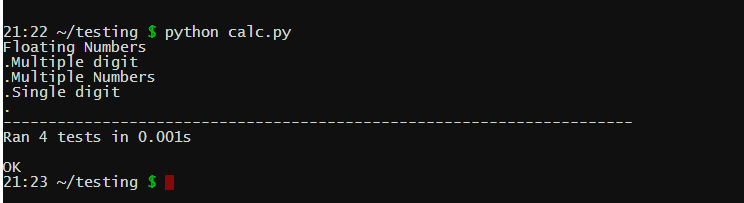 21:22 ~/testing $ python calc.py
Floating Numbers
.Multiple digit
.Multiple Numbers
.Single digit
.
----------------------------------------------------------------------
Ran 4 tests in 0.001s
OK
21:23 ~/testing $